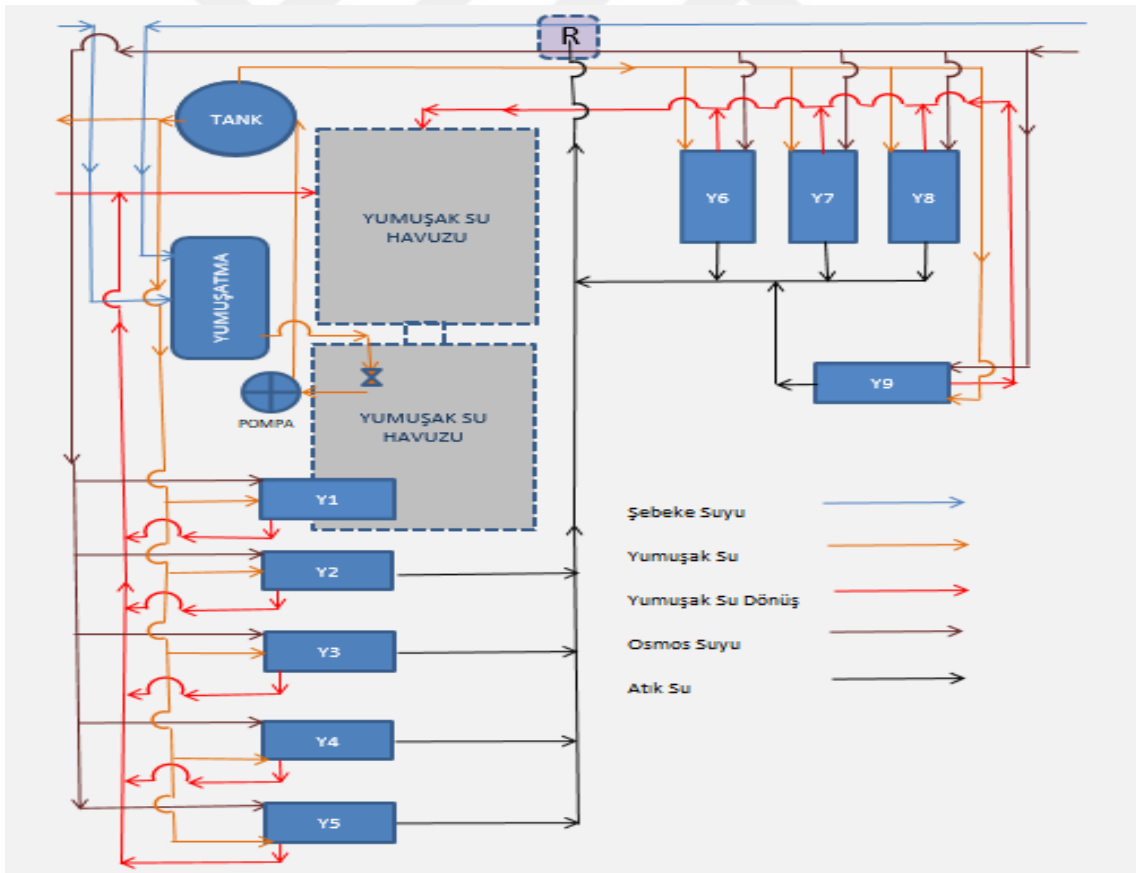 R
TANK
YUMUŞAK SU
HAVUZU
Y6
Y7
Y8
YUMUŞATMA
Y9
POMPA
YUMUŞAK SU
HAVUZU
Y1
Y2
Y3
Y4
Y5
Şebeke Suyu
Yumuşak Su
Yumuşak Su Dönüş
Osmos Suyu
Atık Su